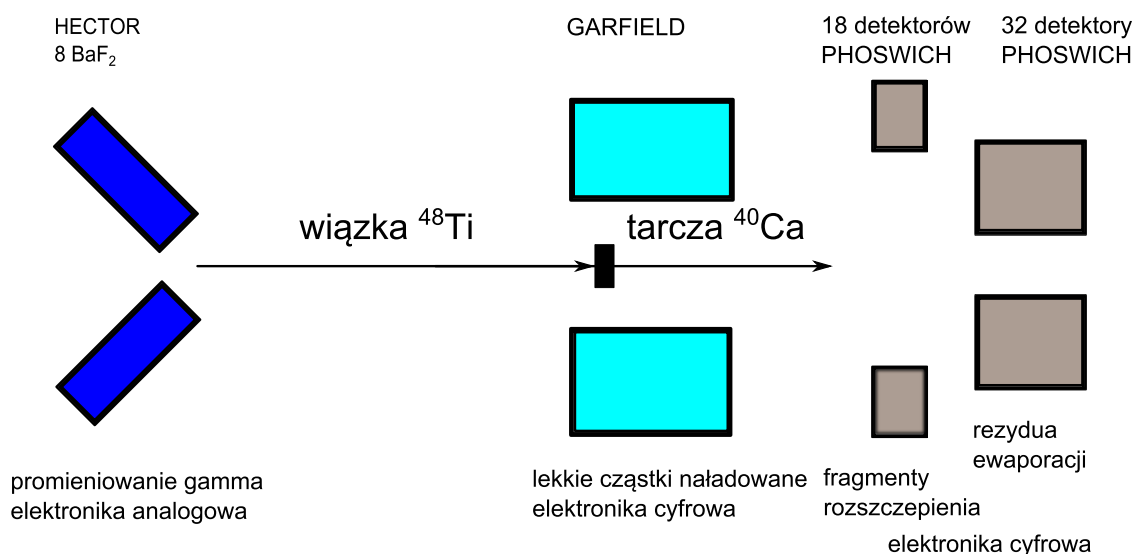 HECTOR
8 BaF₂
GARFIELD
18 detektorów
PHOSWICH
32 detektory
PHOSWICH
wiązka ⁴⁸Ti
tarcza ⁴⁰Ca
promieniowanie gamma
elektronika analogowa
lekkie cząstki naładowane
elektronika cyfrowa
fragmenty
rozszczepienia
rezydua
ewaporacji
elektronika cyfrowa